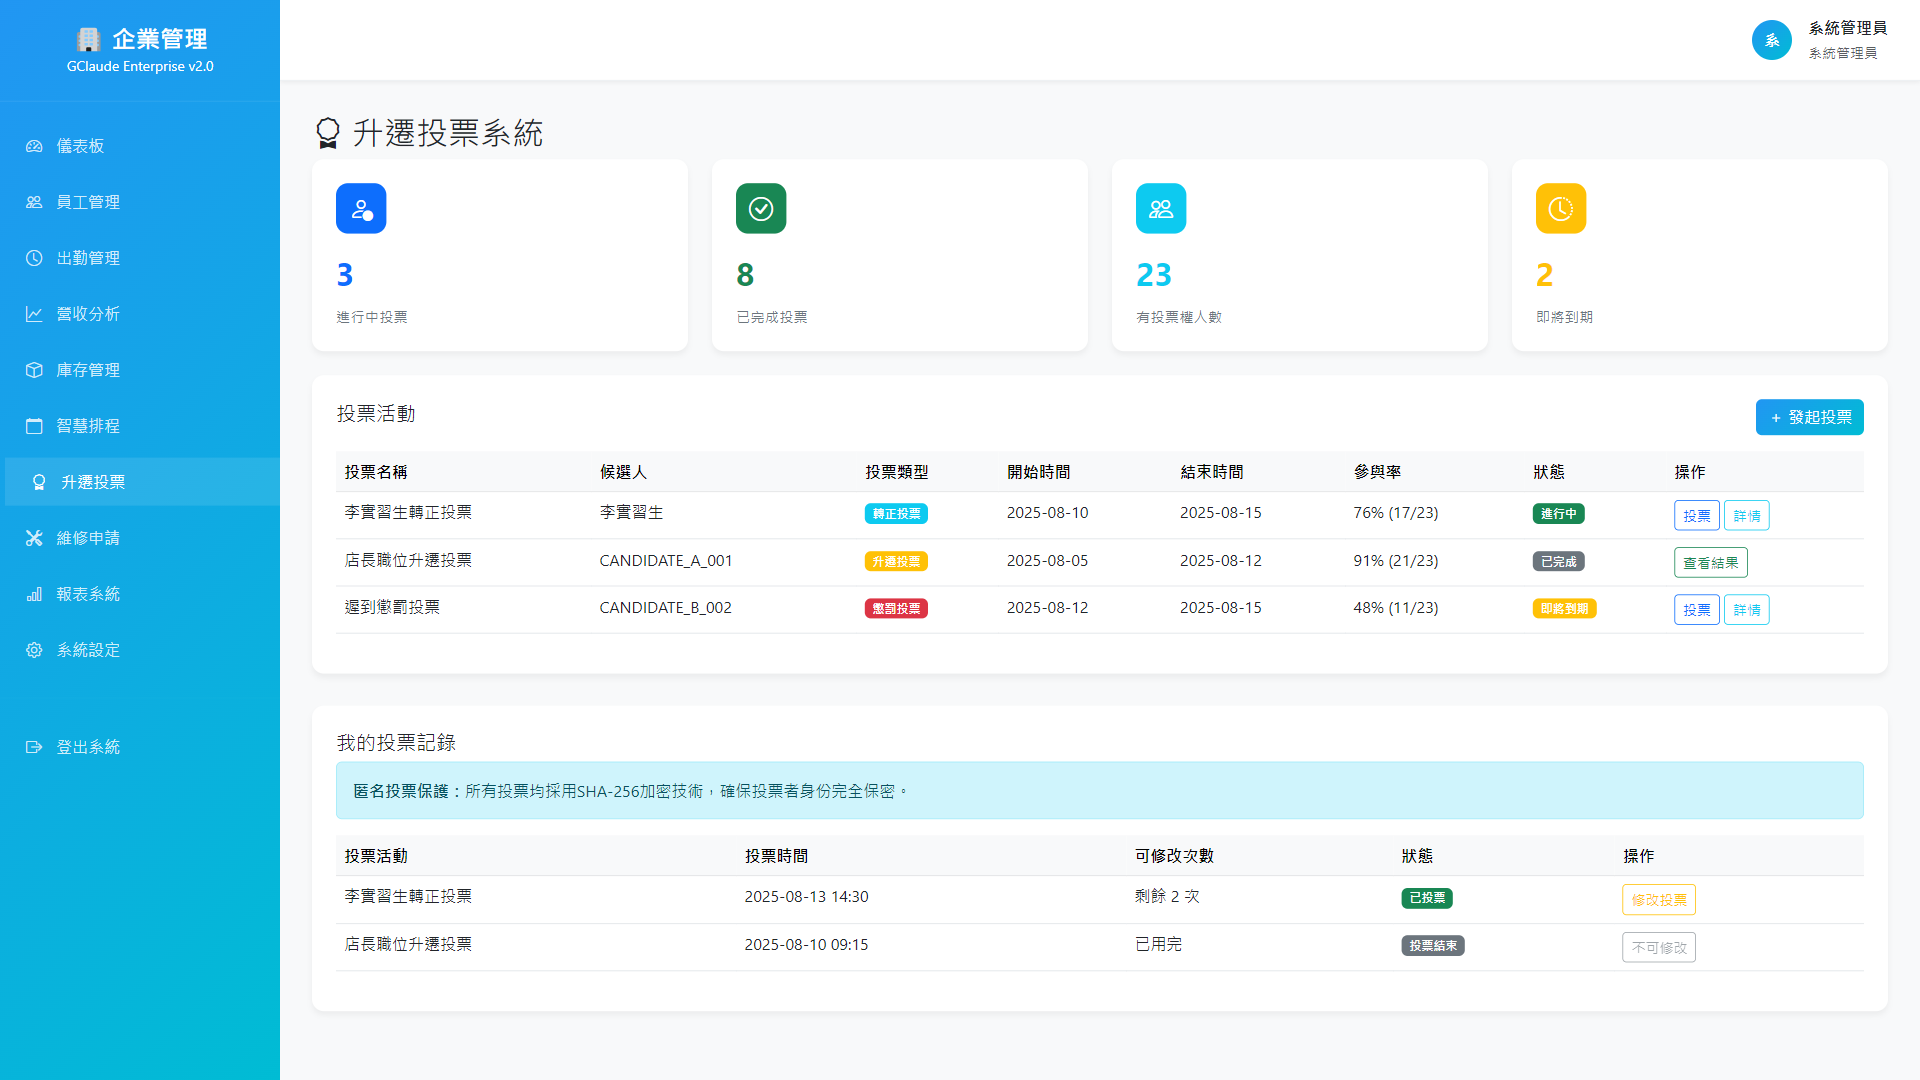 企業管理
GClaude Enterprise v2.0
儀表板
員工管理
出勤管理
營收分析
庫存管理
智慧排程
升遷投票
維修申請
報表系統
系統設定
登出系統
系
系統管理員
系統管理員
升遷投票系統
3
進行中投票
8
已完成投票
23
有投票權人數
2
即將到期
投票活動
+ 發起投票
投票名稱 候選人 投票類型 開始時間 結束時間 參與率 狀態 操作
李實習生轉正投票 李實習生 轉正投票 2025-08-10 2025-08-15 76% (17/23) 進行中 投票 詳情
店長職位升遷投票 CANDIDATE_A_001 升遷投票 2025-08-05 2025-08-12 91% (21/23) 已完成 查看結果
遲到懲罰投票 CANDIDATE_B_002 懲罰投票 2025-08-12 2025-08-15 48% (11/23) 即將到期 投票 詳情
我的投票記錄
匿名投票保護：所有投票均採用SHA-256加密技術，確保投票者身份完全保密。
投票活動 投票時間 可修改次數 狀態 操作
李實習生轉正投票 2025-08-13 14:30 剩餘 2 次 已投票 修改投票
店長職位升遷投票 2025-08-10 09:15 已用完 投票結束 不可修改